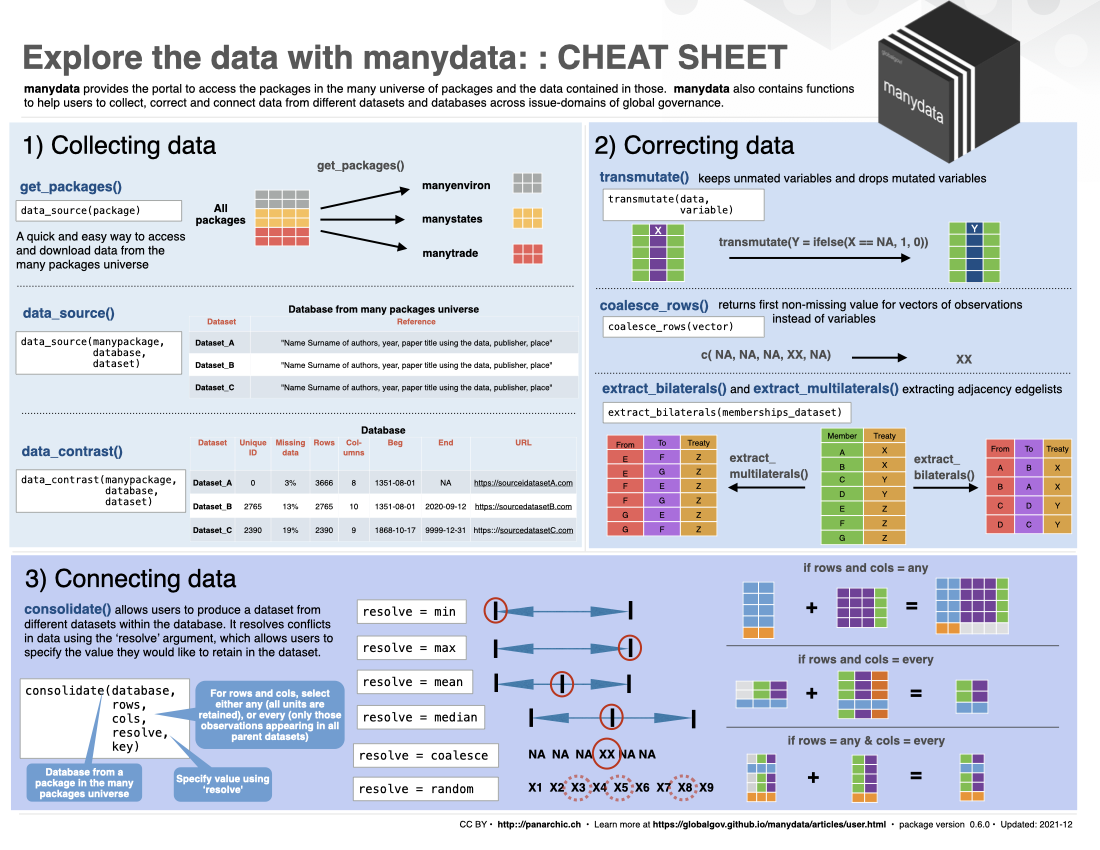 Explore the data with manydata: : CHEAT SHEET
manydata provides the portal to access the packages in the many universe of packages and the data contained in those. manydata also contains functions
to help users to collect, correct and connect data from different datasets and databases across issue-domains of global governance.
globalgov
manydata
1) Collecting data
get_packages()
data_source(package)
A quick and easy way to access
and download data from the
many packages universe
All
packages
get_packages()
manyenviron
manystates
manytrade
data_source()
data_source(manypackage,
database,
dataset)
Database from many packages universe
Dataset Reference
Dataset_A "Name Surname of authors, year, paper title using the data, publisher, place"
Dataset_B "Name Surname of authors, year, paper title using the data, publisher, place"
Dataset_C "Name Surname of authors, year, paper title using the data, publisher, place"
data_contrast()
data_contrast(manypackage,
database,
dataset)
Database
Dataset Unique Missing Rows Col- Beg End URL
ID data umns
Dataset_A 0 3% 3666 8 1351-08-01 NA https://sourceidatasetA.com
Dataset_B 2765 13% 2765 10 1351-08-01 2020-09-12 https://sourcedatasetB.com
Dataset_C 2390 19% 2390 9 1868-10-17 9999-12-31 https://sourcedatasetC.com
2) Correcting data
transmutate() keeps unmated variables and drops mutated variables
transmutate(data,
variable)
X
transmutate(Y = ifelse(X == NA, 1, 0))
Y
coalesce_rows() returns first non-missing value for vectors of observations
instead of variables
coalesce_rows(vector)
c( NA, NA, NA, XX, NA)
XX
extract_bilaterals() and extract_multilaterals() extracting adjacency edgelists
extract_bilaterals(memberships_dataset)
From To Treaty
E F Z
E G Z
F E Z
F G Z
G E Z
G F Z
extract_
multilaterals()
Member Treaty
A X
B X
C Y
D Y
E Z
F Z
G Z
extract_
bilaterals()
From To Treaty
A B X
B A X
C D Y
D C Y
3) Connecting data
consolidate() allows users to produce a dataset from
different datasets within the database. It resolves conflicts
in data using the ‘resolve’ argument, which allows users to
specify the value they would like to retain in the dataset.
consolidate(database,
rows,
cols,
resolve,
key)
For rows and cols, select
either any (all units are
retained), or every (only those
observations appearing in all
parent datasets)
Database from a
package in the many
packages universe
Specify value using
'resolve'
resolve = min
resolve = max
resolve = mean
resolve = median
resolve = coalesce
NA NA NA XX NA NA
resolve = random
X1 X2 X3 X4 X5 X6 X7 X8 X9
if rows and cols = any
+ =
if rows and cols = every
+ =
if rows = any & cols = every
+ =
CC BY • http://panarchic.ch • Learn more at https://globalgov.github.io/manydata/articles/user.html • package version 0.6.0 • Updated: 2021-12